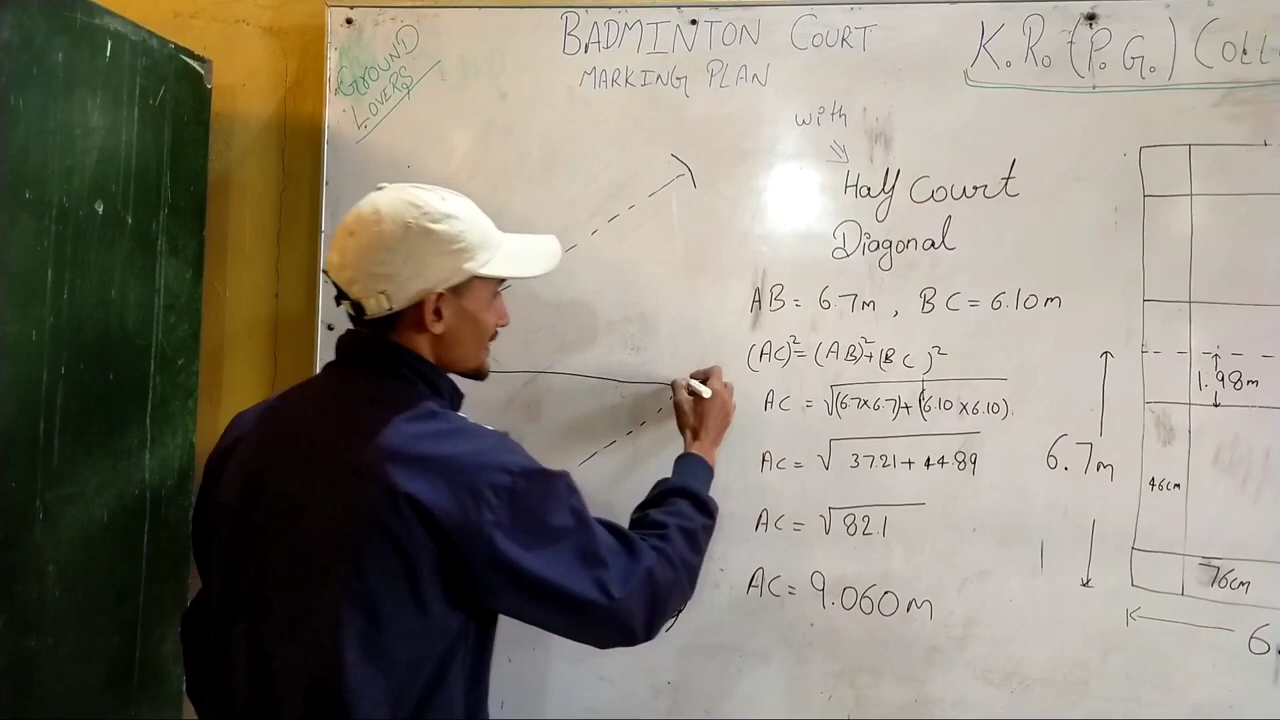 GROUND
LOVERS
BADMINTON COURT
MARKING PLAN
K.R. (P.G.) COLL
with
Half Court
Diagonal
AB = 6.7m , BC = 6.10m
(AC)² = (AB)² + (BC)²
AC = √(6.7×6.7) + (6.10×6.10).
AC = √37.21 + 44.89
AC = √82.1
AC = 9.060m
1.98m
6.7m
46cm
76cm
6